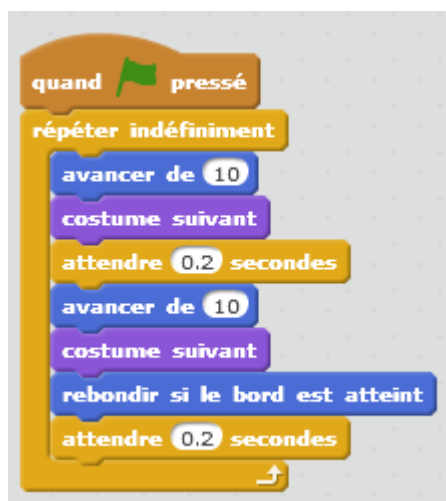 quand pressé
répéter indéfiniment
avancer de 10
costume suivant
attendre 0.2 secondes
avancer de 10
costume suivant
rebondir si le bord est atteint
attendre 0.2 secondes